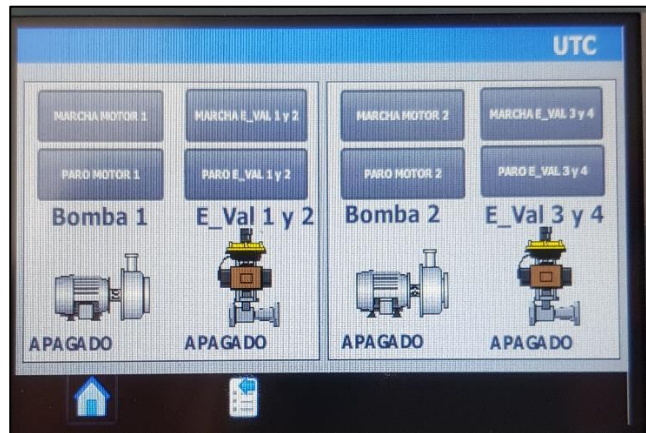 UTC
MARCHA MOTOR 1
MARCHA E_VAL 1 y 2
MARCHA MOTOR 2
MARCHA E_VAL 3 y 4
PARO MOTOR 1
PARO E_VAL 1 y 2
PARO MOTOR 2
PARO E_VAL 3 y 4
Bomba 1
E_Val 1 y 2
Bomba 2
E_Val 3 y 4
APAGADO
APAGADO
APAGADO
APAGADO